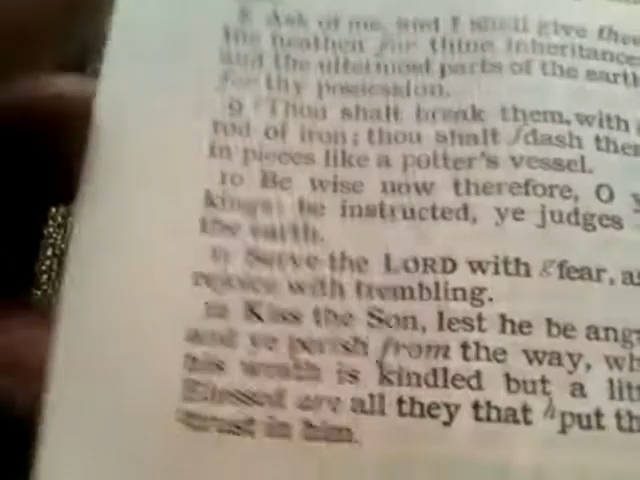 8 Ask of me, and I shall give thee
the heathen for thine inheritance
and the uttermost parts of the earth
for thy possession.
9 Thou shalt break them with
rod of iron; thou shalt f dash them
in pieces like a potter's vessel.
10 Be wise now therefore, O
kings: be instructed, ye judges
the earth.
11 Serve the LORD with g fear,
rejoice with trembling.
12 Kiss the Son, lest he be
and ye perish from the way,
his wrath is kindled but a
Blessed are all they that h put
trust in him.